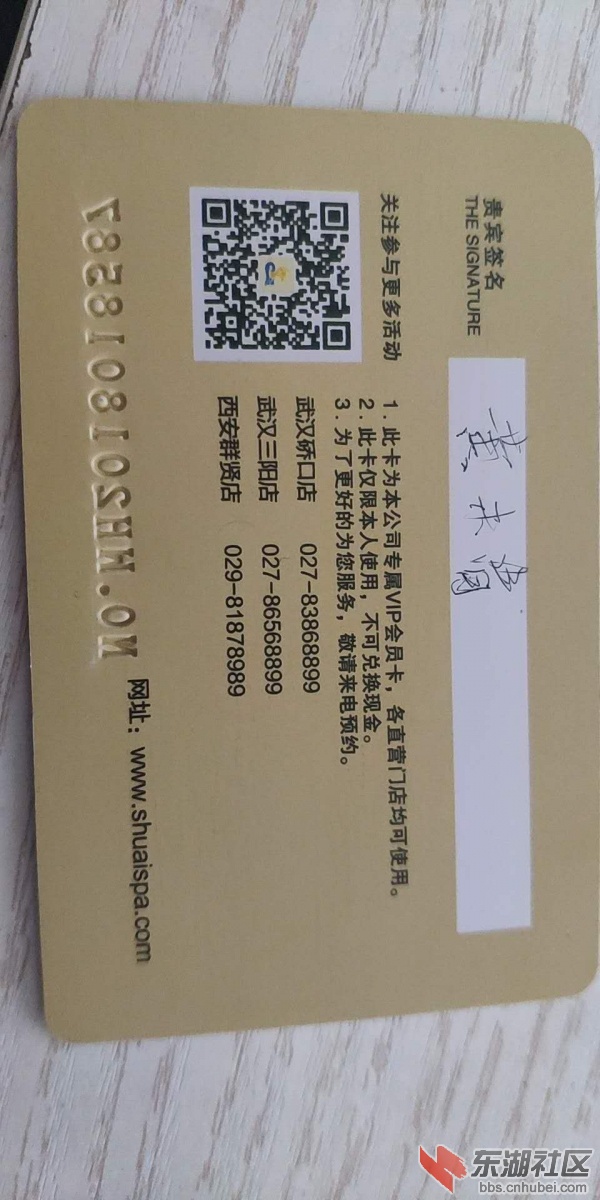 贵宾签名
THE SIGNATURE
关注参与更多活动
1. 此卡为本公司专属VIP会员卡，各直营门店均可使用。
2. 此卡仅限本人使用，不可兑换现金。
3. 为了更好的为您服务，敬请来电预约。
武汉硚口店 027-83868899
武汉三阳店 027-86568899
西安群贤店 029-81878989
网址：www.shuaispa.com
NO.WH2018018587
东湖社区
bbs.cnhubei.com